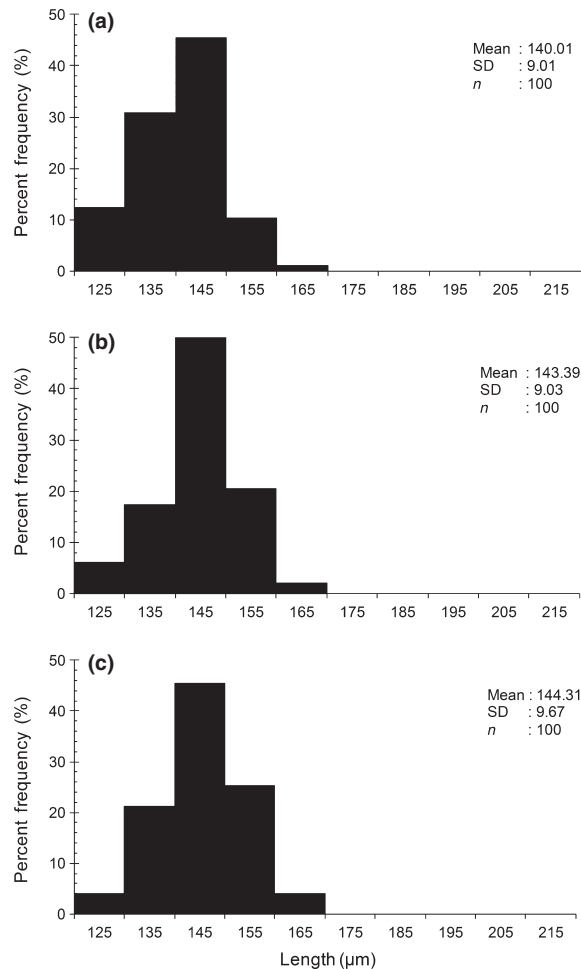 (a)
Mean : 140.01
SD : 9.01
n : 100
Percent frequency (%)
50
40
30
20
10
0
125 135 145 155 165 175 185 195 205 215
(b)
Mean : 143.39
SD : 9.03
n : 100
Percent frequency (%)
50
40
30
20
10
0
125 135 145 155 165 175 185 195 205 215
(c)
Mean : 144.31
SD : 9.67
n : 100
Percent frequency (%)
50
40
30
20
10
0
125 135 145 155 165 175 185 195 205 215
Length (µm)